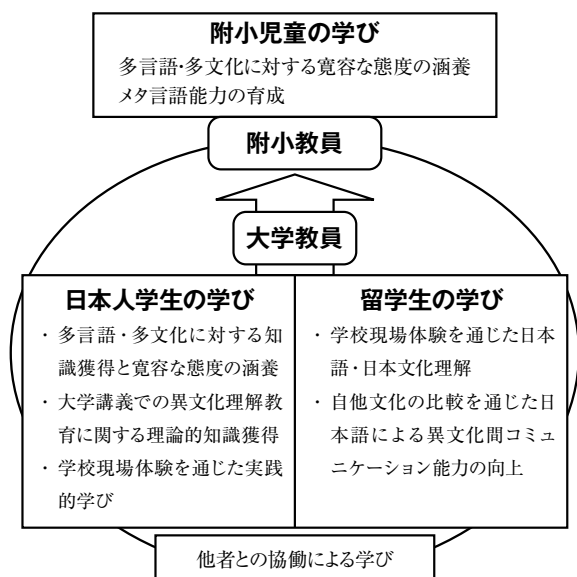 附小児童の学び
多言語･多文化に対する寛容な態度の涵養
メタ言語能力の育成
附小教員
大学教員
日本人学生の学び
・ 多言語・多文化に対する知
識獲得と寛容な態度の涵養
・ 大学講義での異文化理解教
育に関する理論的知識獲得
・ 学校現場体験を通じた実践
的学び
留学生の学び
・ 学校現場体験を通じた日本
語・日本文化理解
・ 自他文化の比較を通じた日
本語による異文化間コミュ
ニケーション能力の向上
他者との協働による学び